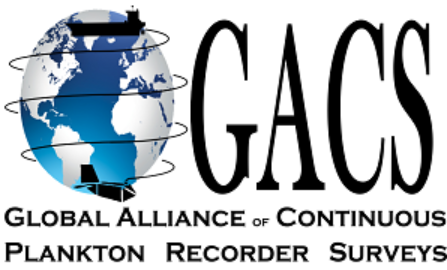 GACS
GLOBAL ALLIANCE OF CONTINUOUS
PLANKTON RECORDER SURVEYS